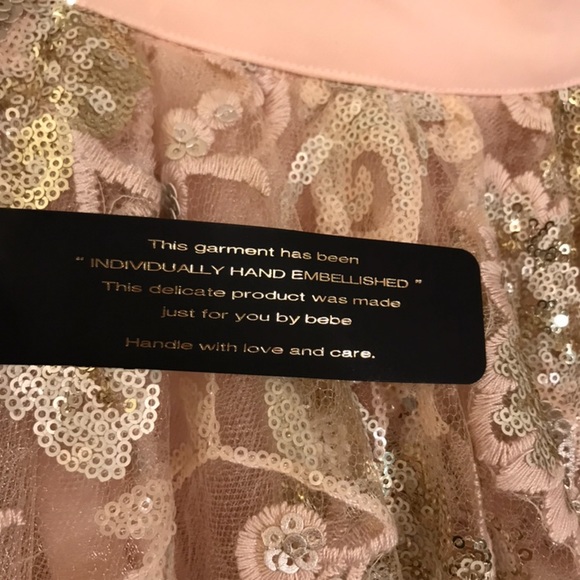 This garment has been
" INDIVIDUALLY HAND EMBELLISHED "
This delicate product was made
just for you by bebe
Handle with love and care.